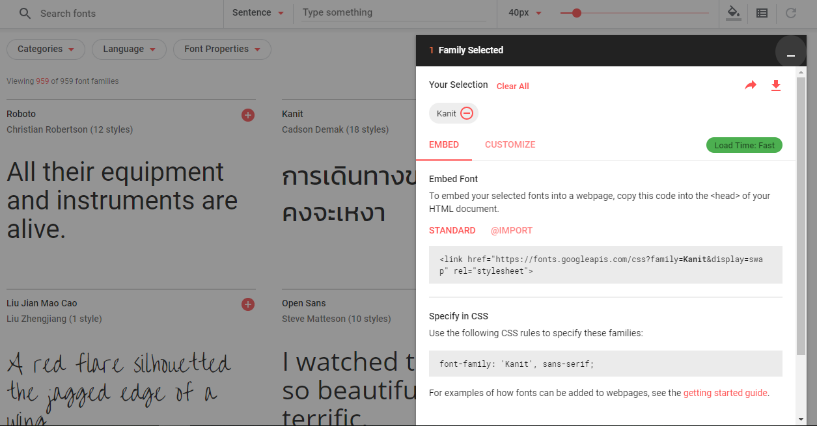 Search fonts
Sentence
Type something
40px
Categories
Language
Font Properties
Viewing 959 of 959 font families
Roboto
Christian Robertson (12 styles)
All their equipment
and instruments are
alive.
Kanit
Cadson Demak (18 styles)
การเดินทางข
คงจะเหงา
Liu Jian Mao Cao
Liu Zhengjiang (1 style)
A red flare silhouetted
the jagged edge of a
wing.
Open Sans
Steve Matteson (10 styles)
I watched t
so beautifu
terrific.
1 Family Selected
Your Selection
Clear All
Kanit
EMBED
CUSTOMIZE
Load Time: Fast
Embed Font
To embed your selected fonts into a webpage, copy this code into the <head> of your
HTML document.
STANDARD
@IMPORT
<link href="https://fonts.googleapis.com/css?family=Kanit&display=swa
p" rel="stylesheet">
Specify in CSS
Use the following CSS rules to specify these families:
font-family: 'Kanit', sans-serif;
For examples of how fonts can be added to webpages, see the getting started guide.